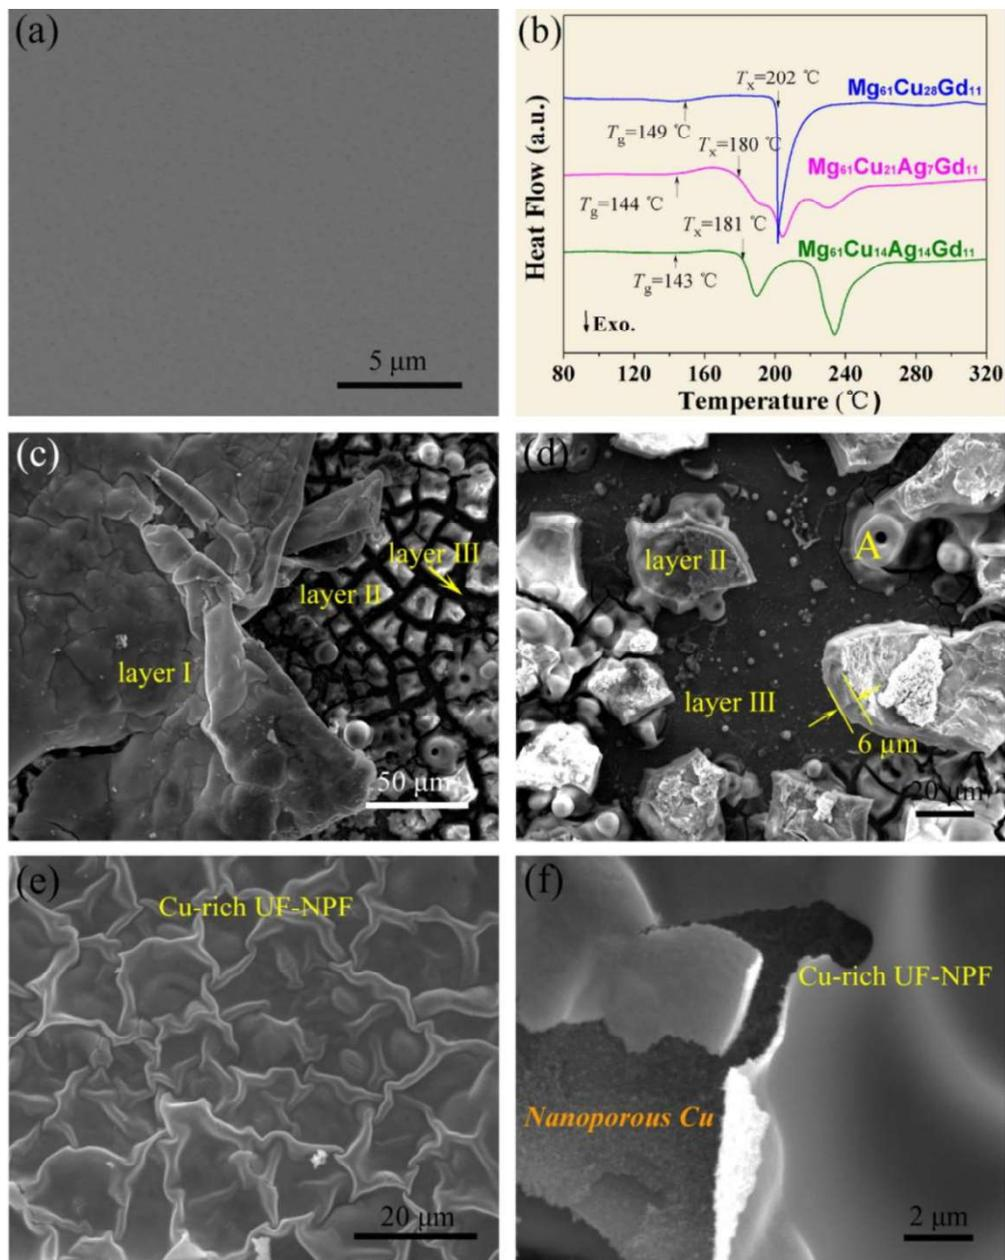 (a)
5 μm
(b)
Heat Flow (a.u.)
Tx=202 ℃
Mg₆₁Cu₂₈Gd₁₁
Tg=149 ℃
Tx=180 ℃
Mg₆₁Cu₂₁Ag₇Gd₁₁
Tg=144 ℃
Tx=181 ℃
Mg₆₁Cu₁₄Ag₁₄Gd₁₁
Tg=143 ℃
↓Exo.
80 120 160 200 240 280 320
Temperature (℃)
(c)
layer III
layer II
layer I
50 μm
(d)
A
layer II
layer III
6 μm
20 μm
(e)
Cu-rich UF-NPF
20 μm
(f)
Cu-rich UF-NPF
Nanoporous Cu
2 μm